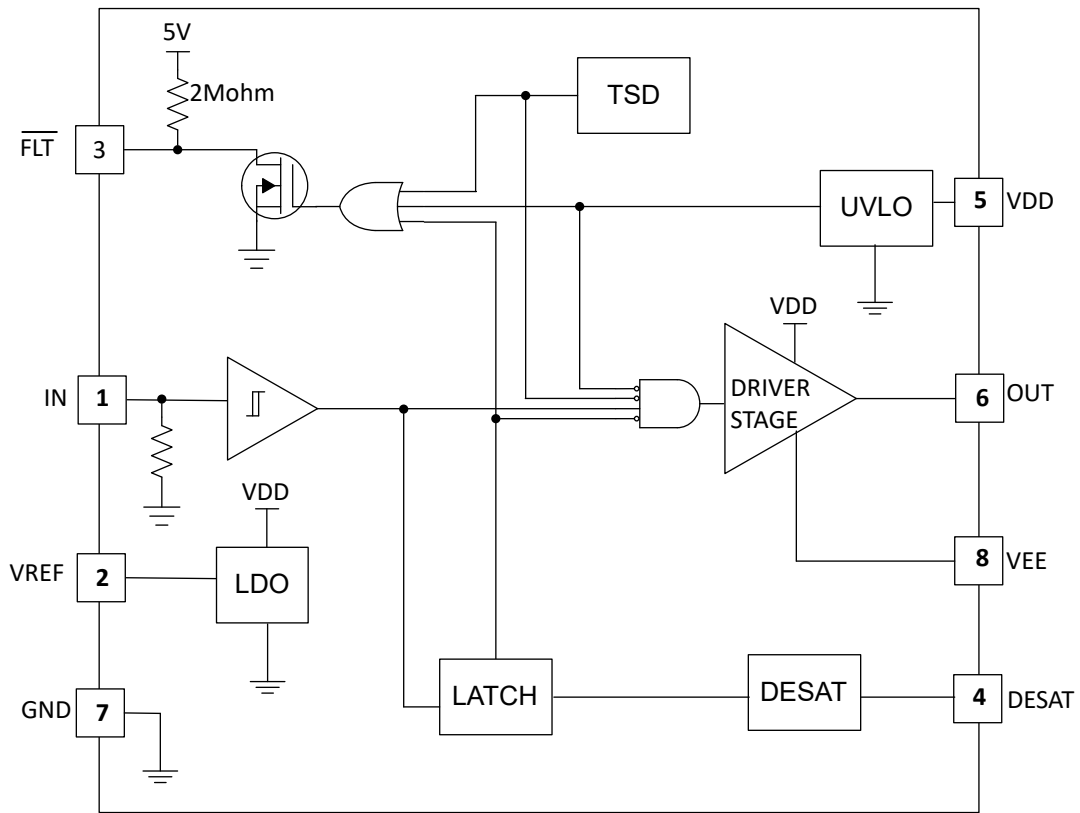 5V
2Mohm
TSD
FLT
3
UVLO
5
VDD
VDD
IN
1
DRIVER
STAGE
6
OUT
VDD
VREF
2
LDO
8
VEE
GND
7
LATCH
DESAT
4
DESAT